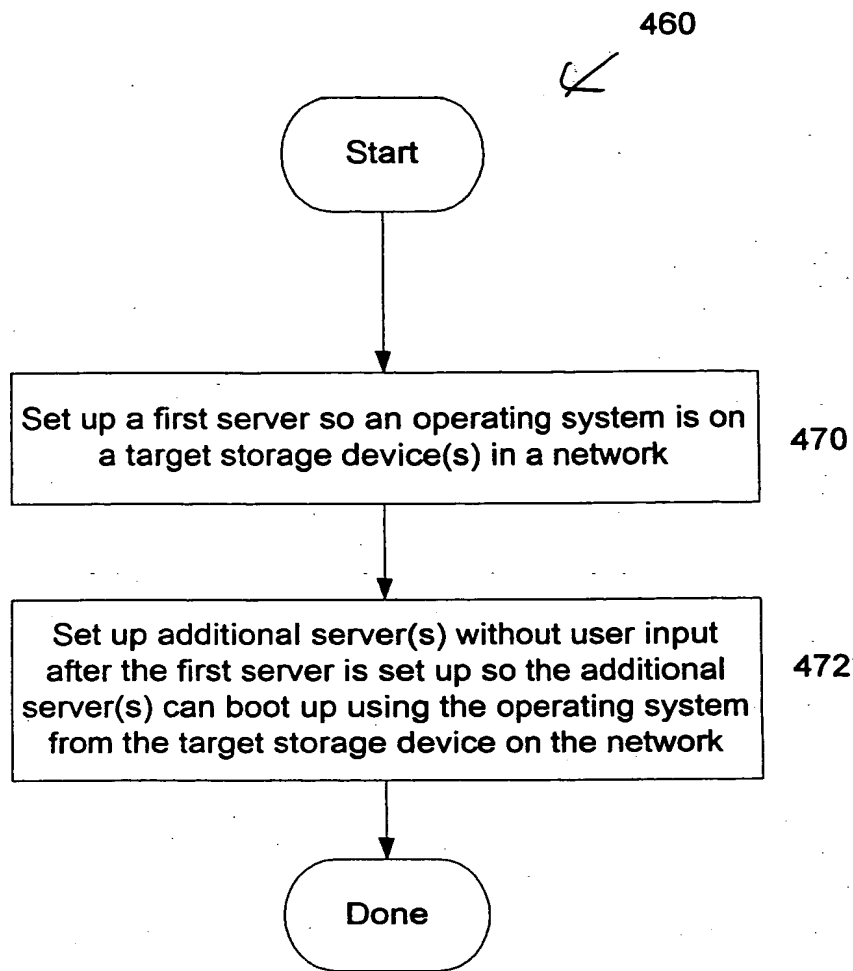 460
Start
Set up a first server so an operating system is on
a target storage device(s) in a network
470
Set up additional server(s) without user input
after the first server is set up so the additional
server(s) can boot up using the operating system
from the target storage device on the network
472
Done